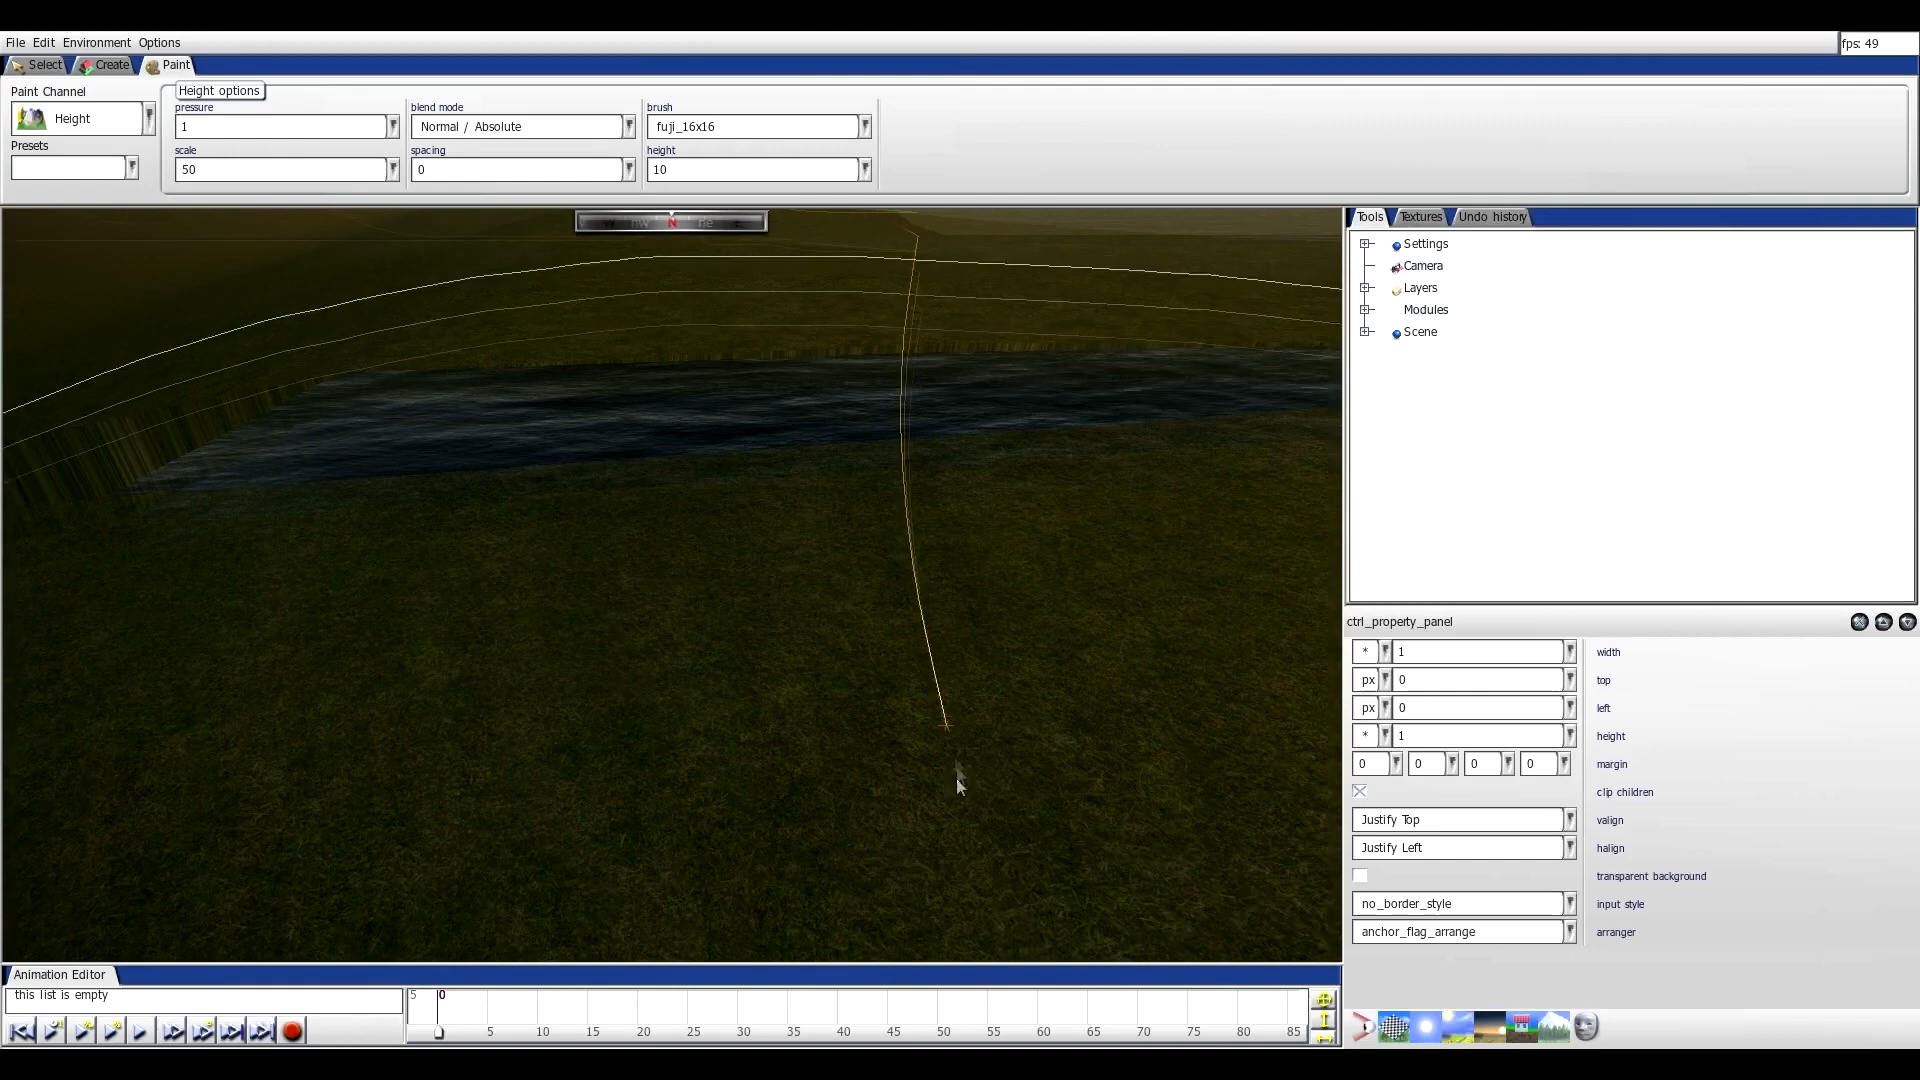 File Edit Environment Options
fps: 49
Select Create Paint
Paint Channel
Height
Presets
Height options
pressure
1
scale
50
blend mode
Normal / Absolute
spacing
0
brush
fuji_16x16
height
10
W nw N ne
Tools Textures Undo history
Settings
Camera
Layers
Modules
Scene
ctrl_property_panel
* 1 width
px 0 top
px 0 left
* 1 height
0 0 0 0 margin
clip children
Justify Top valign
Justify Left halign
transparent background
no_border_style input style
anchor_flag_arrange arranger
Animation Editor
this list is empty
5 0
5 10 15 20 25 30 35 40 45 50 55 60 65 70 75 80 85